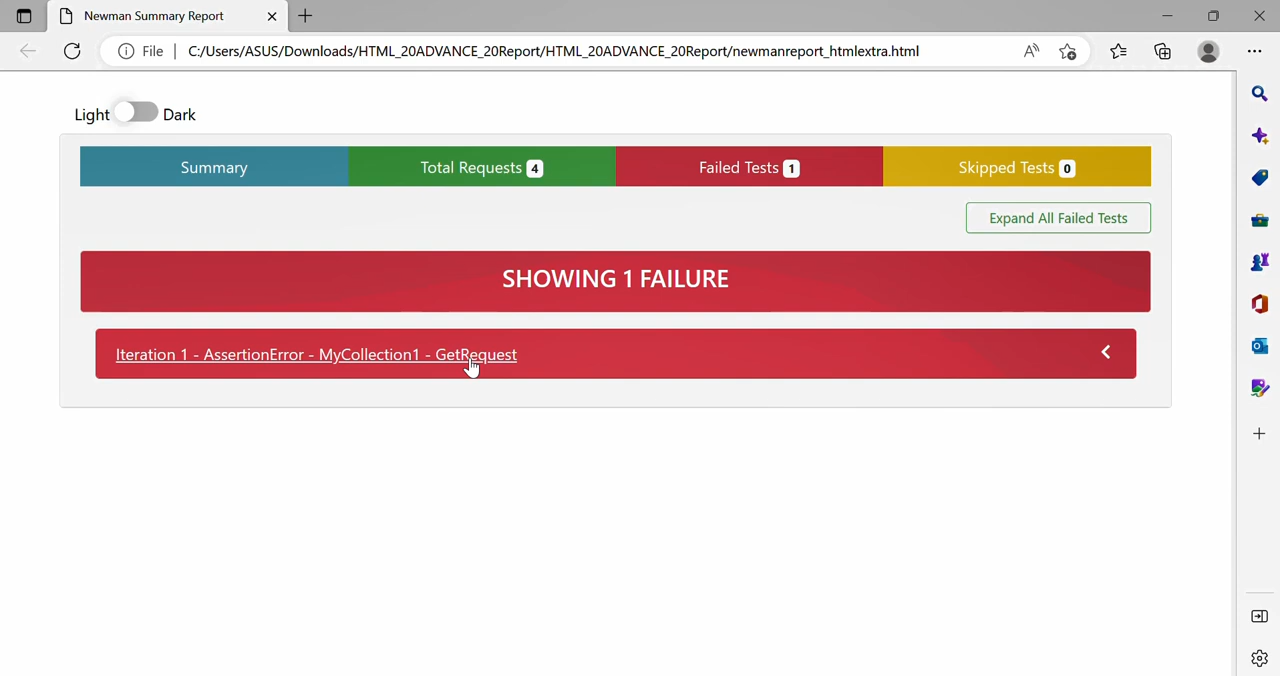 Newman Summary Report
File
C:/Users/ASUS/Downloads/HTML_20ADVANCE_20Report/HTML_20ADVANCE_20Report/newmanreport_htmlextra.html
Light Dark
Summary
Total Requests 4
Failed Tests 1
Skipped Tests 0
Expand All Failed Tests
SHOWING 1 FAILURE
Iteration 1 - AssertionError - MyCollection1 - GetRequest